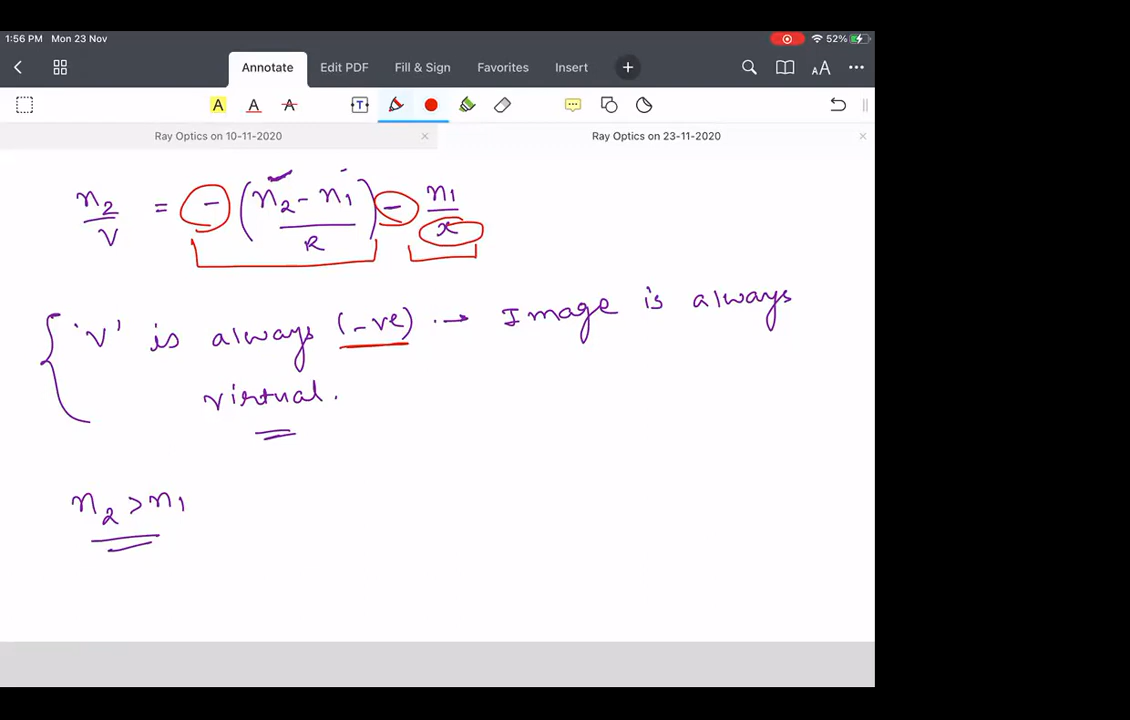 1:56 PM Mon 23 Nov
52%
Annotate Edit PDF Fill & Sign Favorites Insert
AA
A A A T
Ray Optics on 10-11-2020
Ray Optics on 23-11-2020
n₂/v = - (n₂ - n₁/R) - n₁/x
'v' is always (-ve) → Image is always
virtual.
n₂ > n₁